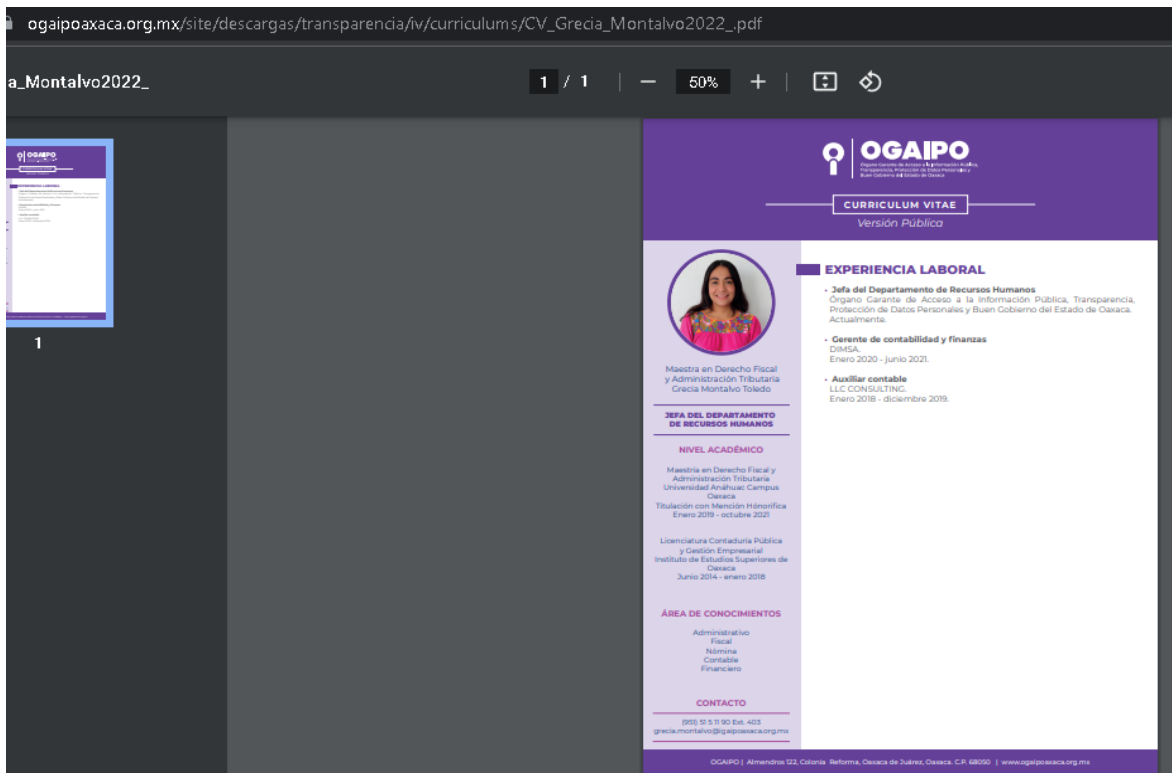 ogaipoaxaca.org.mx/site/descargas/transparencia/iv/curriculums/CV_Grecia_Montalvo2022_.pdf
a_Montalvo2022_
1 / 1
50%
1
OGAIPO
Órgano Garante de Acceso a la Información Pública,
Transparencia, Protección de Datos Personales y
Buen Gobierno del Estado de Oaxaca
CURRICULUM VITAE
Versión Pública
Maestra en Derecho Fiscal
y Administración Tributaria
Grecia Montalvo Toledo
JEFA DEL DEPARTAMENTO
DE RECURSOS HUMANOS
NIVEL ACADÉMICO
Maestría en Derecho Fiscal y
Administración Tributaria
Universidad Anáhuac Campus
Oaxaca
Titulación con Mención Hónorífica
Enero 2019 - octubre 2021
Licenciatura Contaduría Pública
y Gestión Empresarial
Instituto de Estudios Superiores de
Oaxaca
Junio 2014 - enero 2018
ÁREA DE CONOCIMIENTOS
Administrativo
Fiscal
Nómina
Contable
Financiero
CONTACTO
(951) 51 5 11 90 Ext. 403
grecia.montalvo@ogaipoaxaca.org.mx
EXPERIENCIA LABORAL
• Jefa del Departamento de Recursos Humanos
Órgano Garante de Acceso a la Información Pública, Transparencia,
Protección de Datos Personales y Buen Gobierno del Estado de Oaxaca.
Actualmente.
• Gerente de contabilidad y finanzas
DIMSA.
Enero 2020 - junio 2021.
• Auxiliar contable
LLC CONSULTING.
Enero 2018 - diciembre 2019.
OGAIPO | Almendros 122, Colonia Reforma, Oaxaca de Juárez, Oaxaca. C.P. 68050 | www.ogaipoaxaca.org.mx